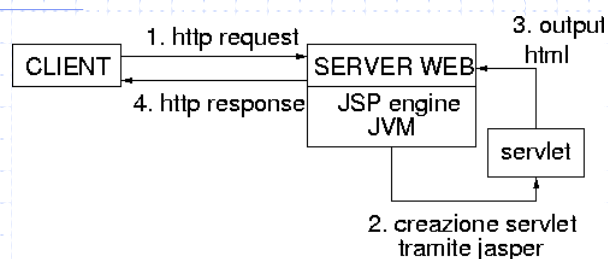 1. http request
3. output
html
CLIENT
SERVER WEB
4. http response
JSP engine
JVM
servlet
2. creazione servlet
tramite jasper